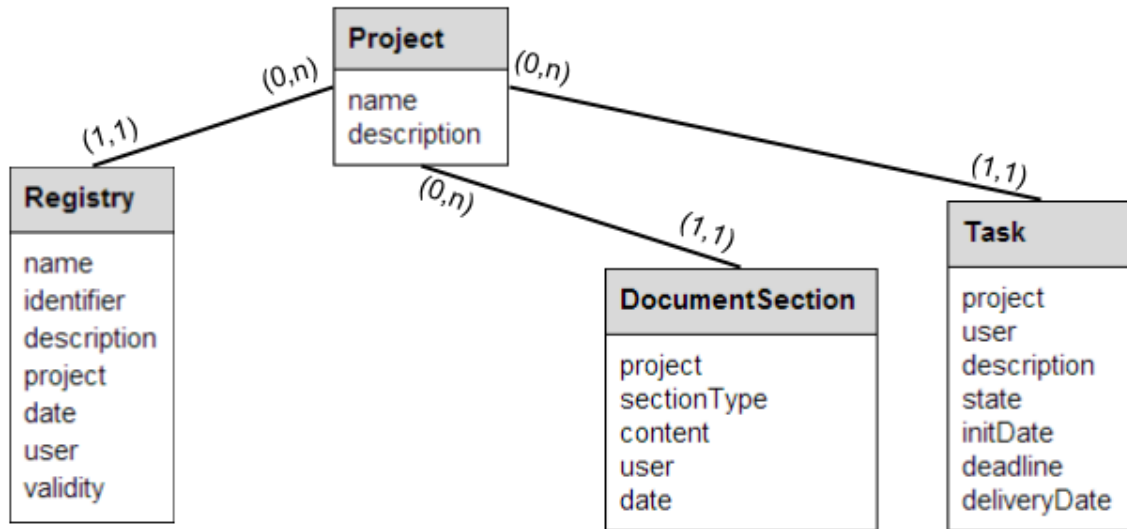 Project
name
description
(0,n)
(0,n)
(0,n)
(1,1)
(1,1)
(1,1)
Registry
name
identifier
description
project
date
user
validity
DocumentSection
project
sectionType
content
user
date
Task
project
user
description
state
initDate
deadline
deliveryDate